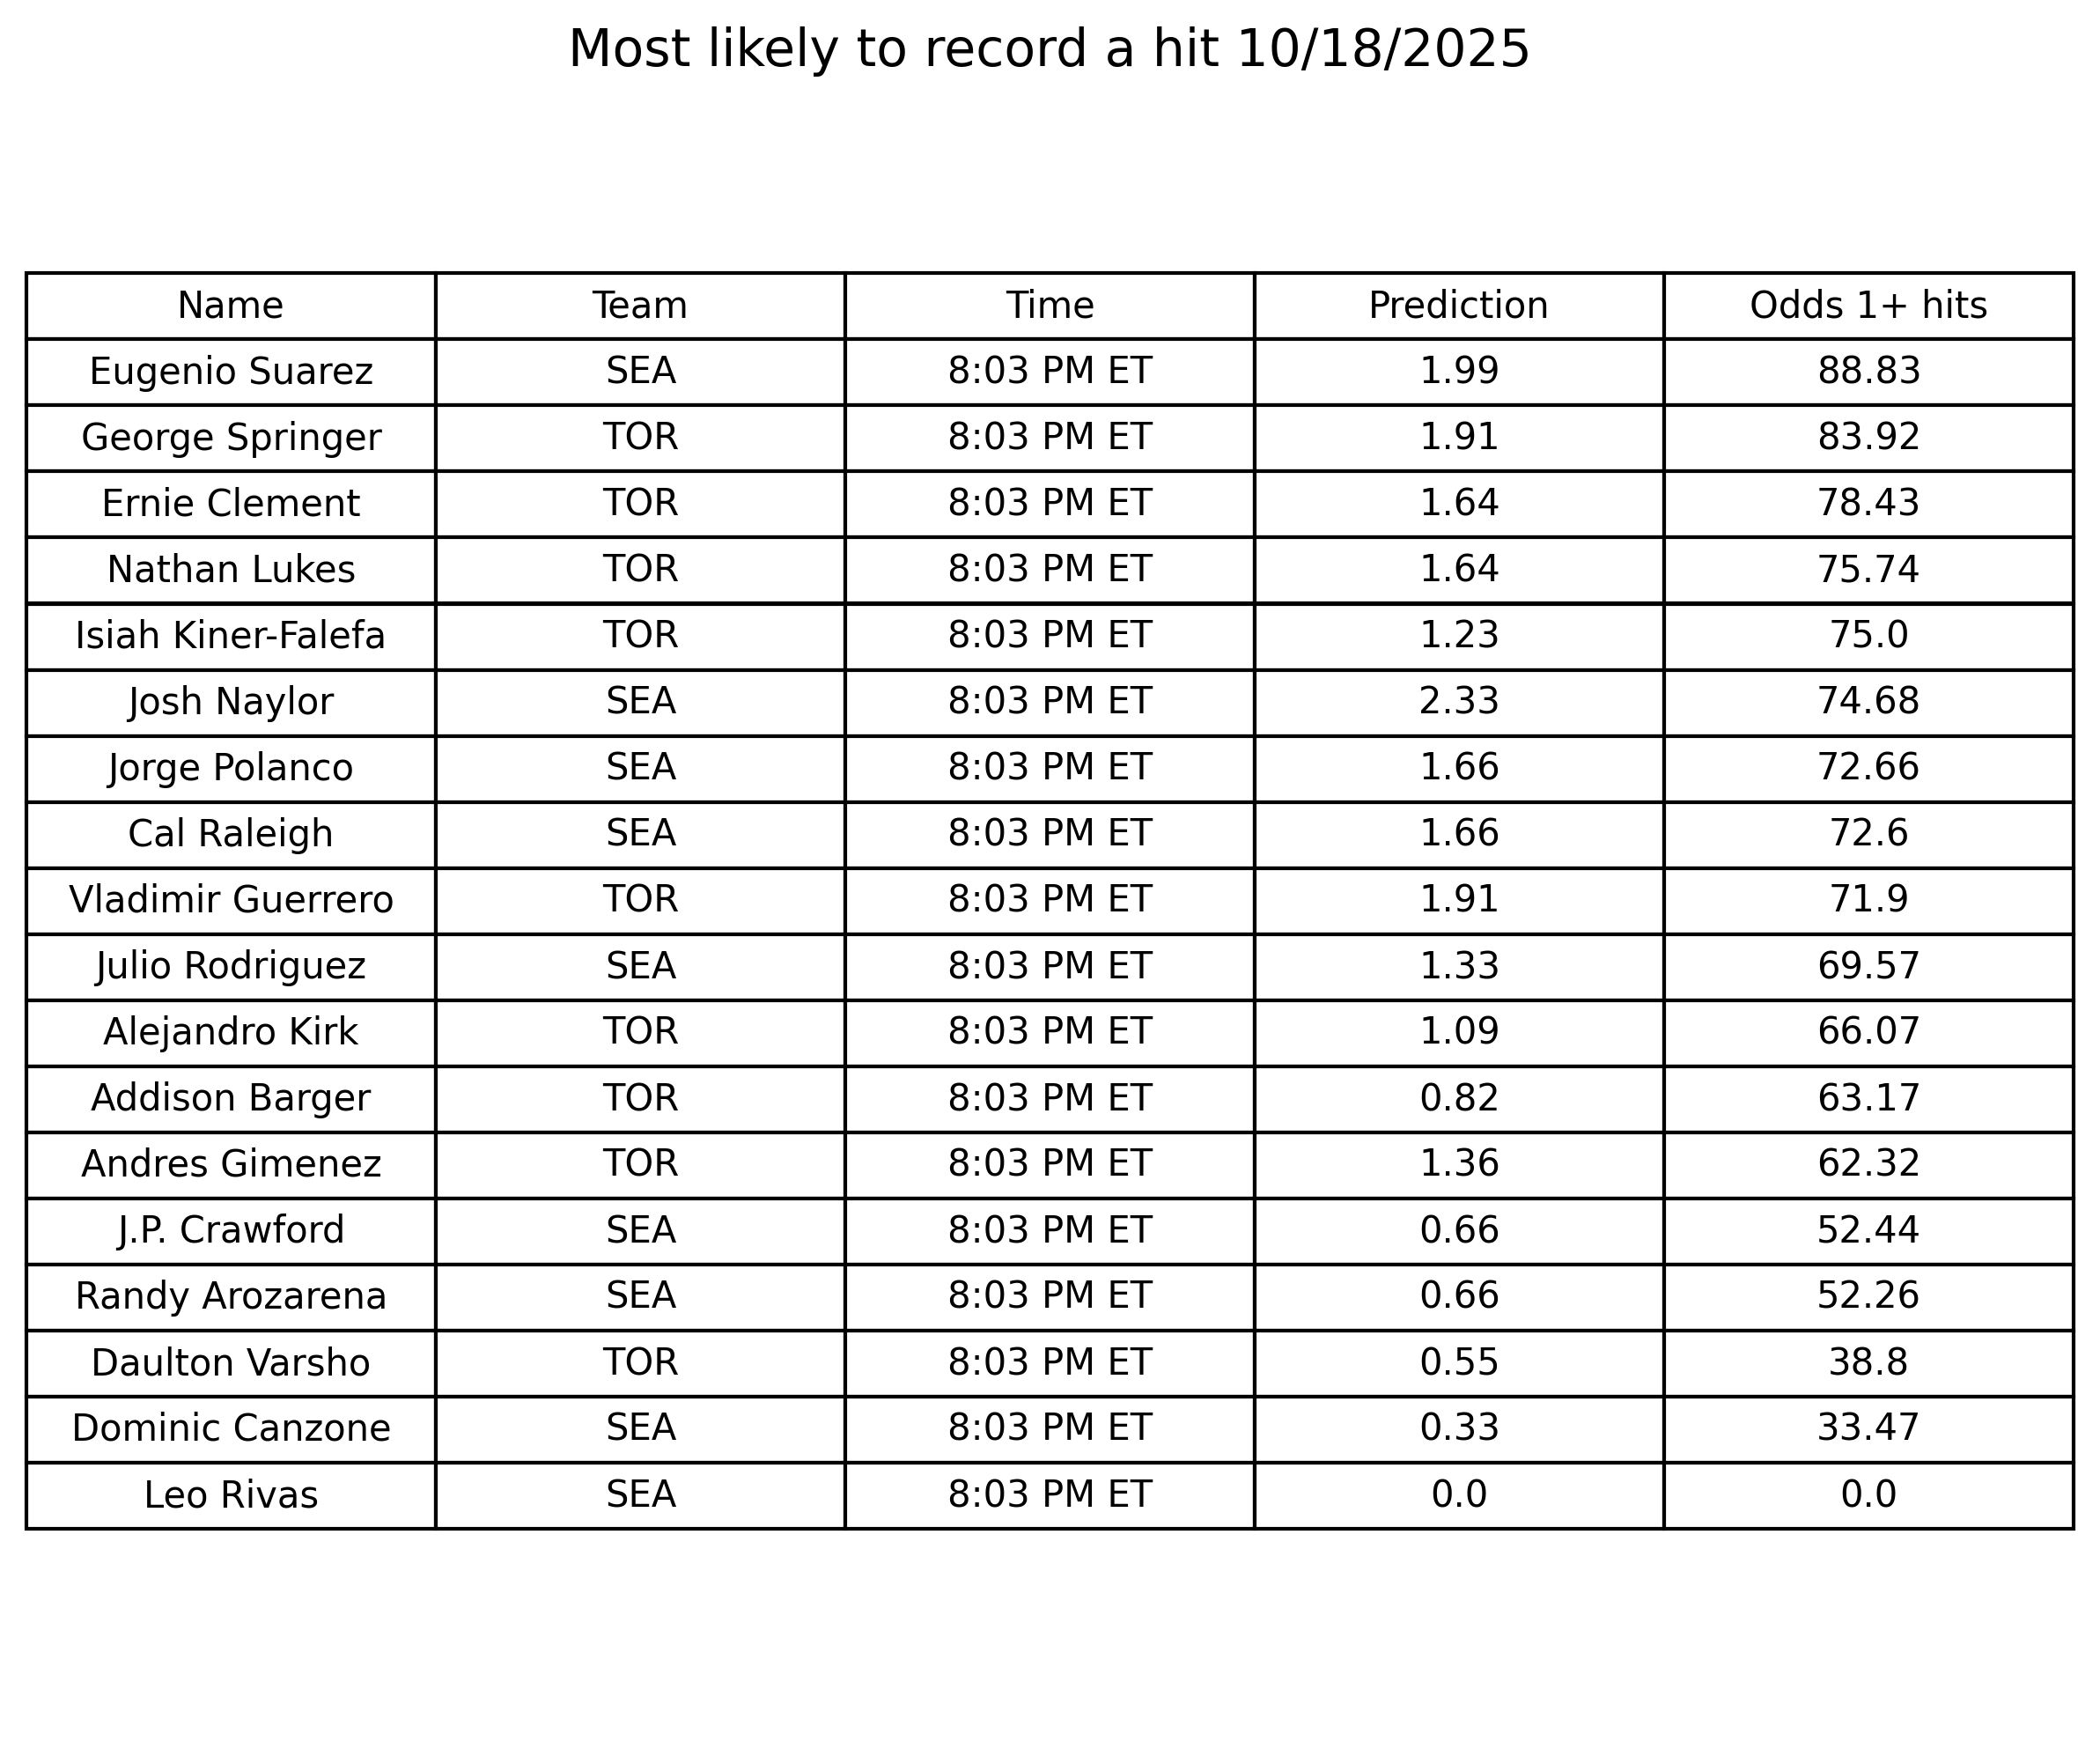 Most likely to record a hit 10/18/2025
Name Team Time Prediction Odds 1+ hits
Eugenio Suarez SEA 8:03 PM ET 1.99 88.83
George Springer TOR 8:03 PM ET 1.91 83.92
Ernie Clement TOR 8:03 PM ET 1.64 78.43
Nathan Lukes TOR 8:03 PM ET 1.64 75.74
Isiah Kiner-Falefa TOR 8:03 PM ET 1.23 75.0
Josh Naylor SEA 8:03 PM ET 2.33 74.68
Jorge Polanco SEA 8:03 PM ET 1.66 72.66
Cal Raleigh SEA 8:03 PM ET 1.66 72.6
Vladimir Guerrero TOR 8:03 PM ET 1.91 71.9
Julio Rodriguez SEA 8:03 PM ET 1.33 69.57
Alejandro Kirk TOR 8:03 PM ET 1.09 66.07
Addison Barger TOR 8:03 PM ET 0.82 63.17
Andres Gimenez TOR 8:03 PM ET 1.36 62.32
J.P. Crawford SEA 8:03 PM ET 0.66 52.44
Randy Arozarena SEA 8:03 PM ET 0.66 52.26
Daulton Varsho TOR 8:03 PM ET 0.55 38.8
Dominic Canzone SEA 8:03 PM ET 0.33 33.47
Leo Rivas SEA 8:03 PM ET 0.0 0.0